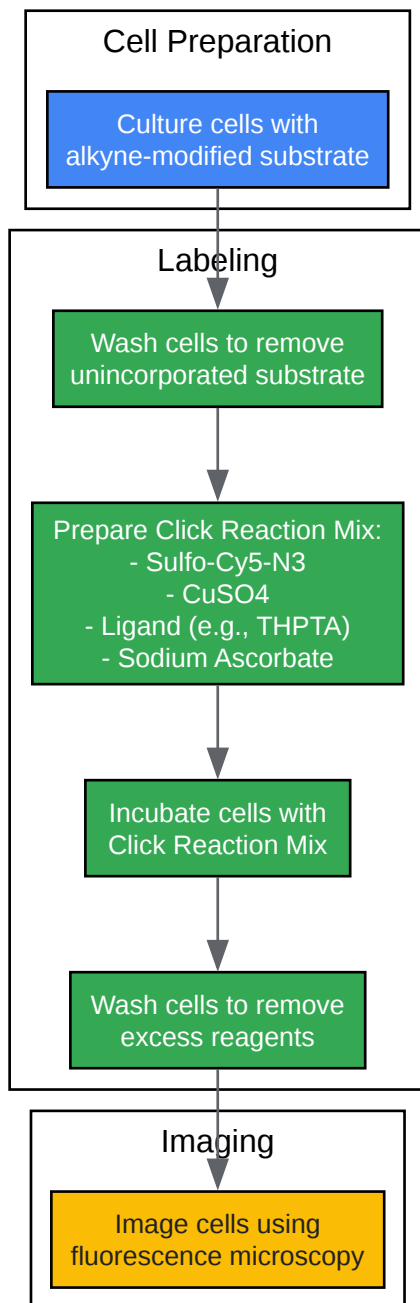 Cell Preparation
Culture cells with
alkyne-modified substrate
Labeling
Wash cells to remove
unincorporated substrate
Prepare Click Reaction Mix:
- Sulfo-Cy5-N3
- CuSO4
- Ligand (e.g., THPTA)
- Sodium Ascorbate
Incubate cells with
Click Reaction Mix
Wash cells to remove
excess reagents
Imaging
Image cells using
fluorescence microscopy